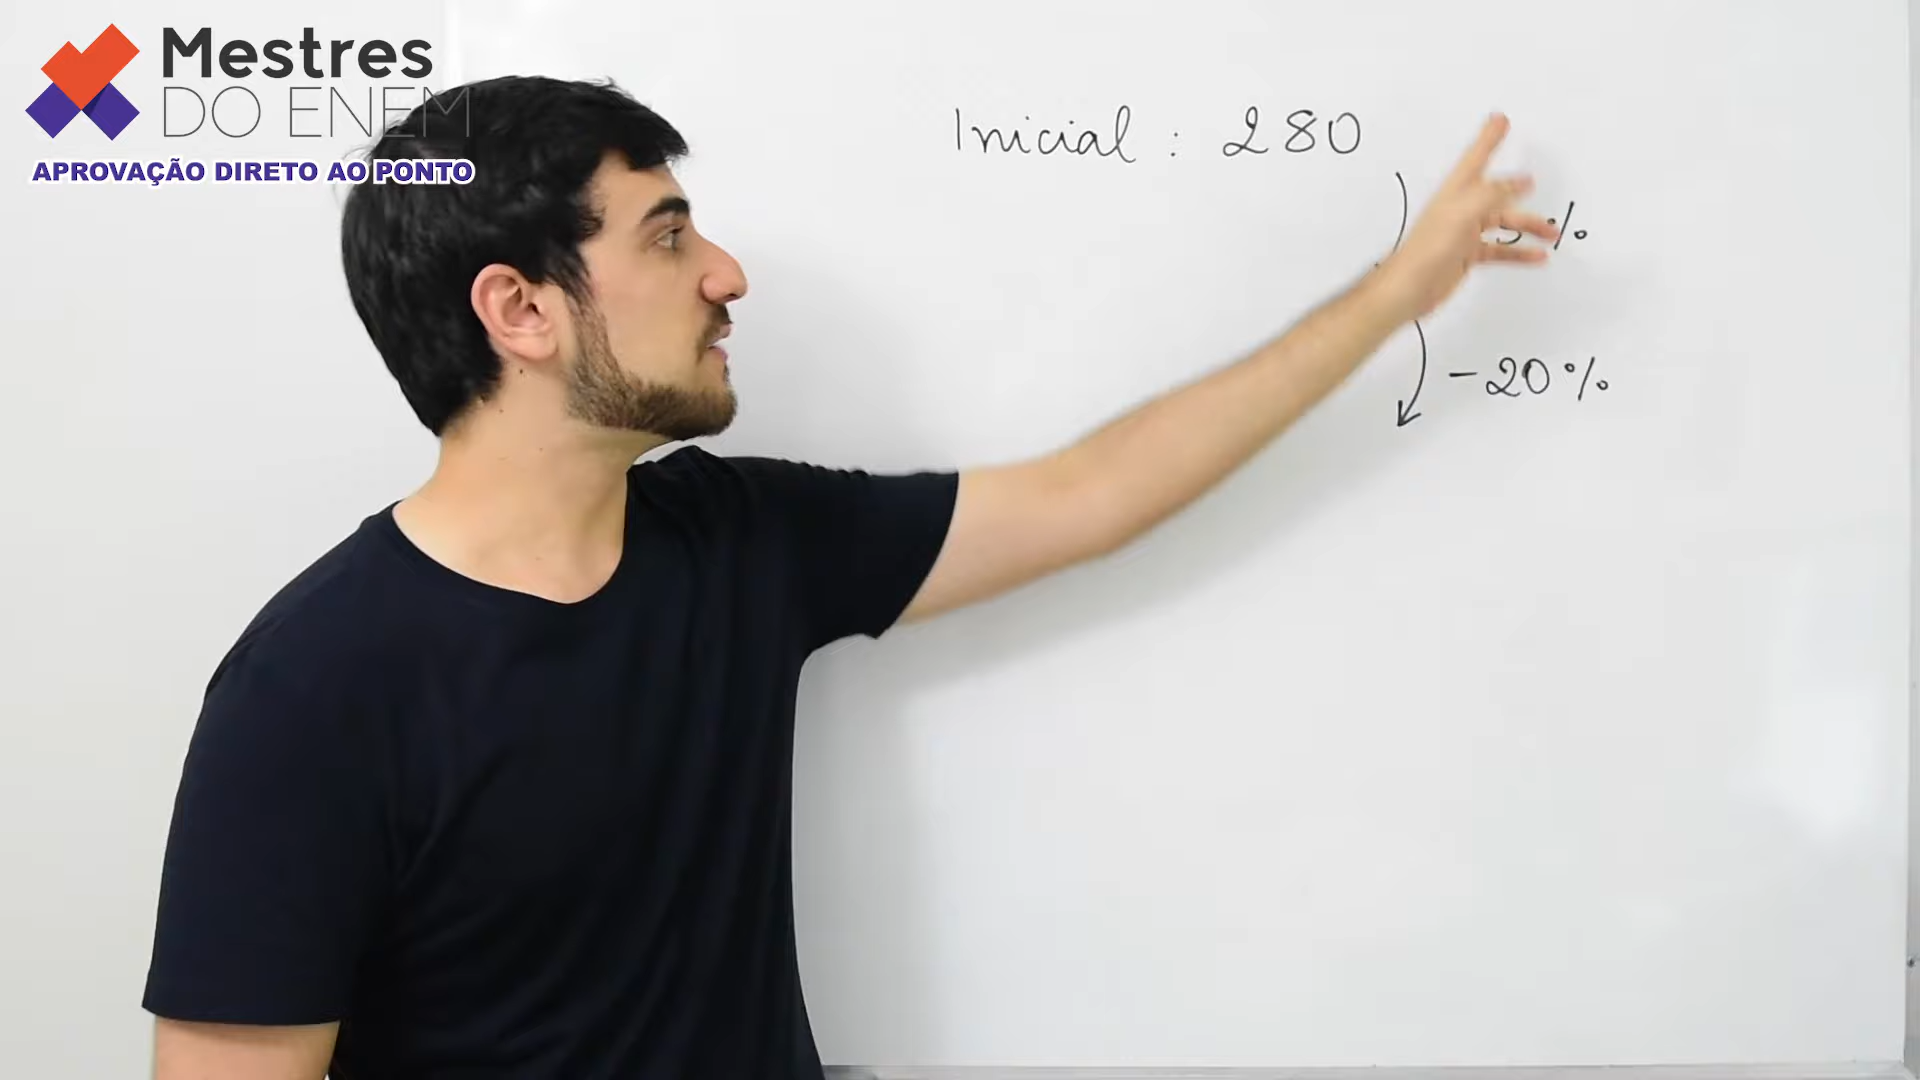 Mestres
DO ENEM
APROVAÇÃO DIRETO AO PONTO
Inicial : 280
%
-20%